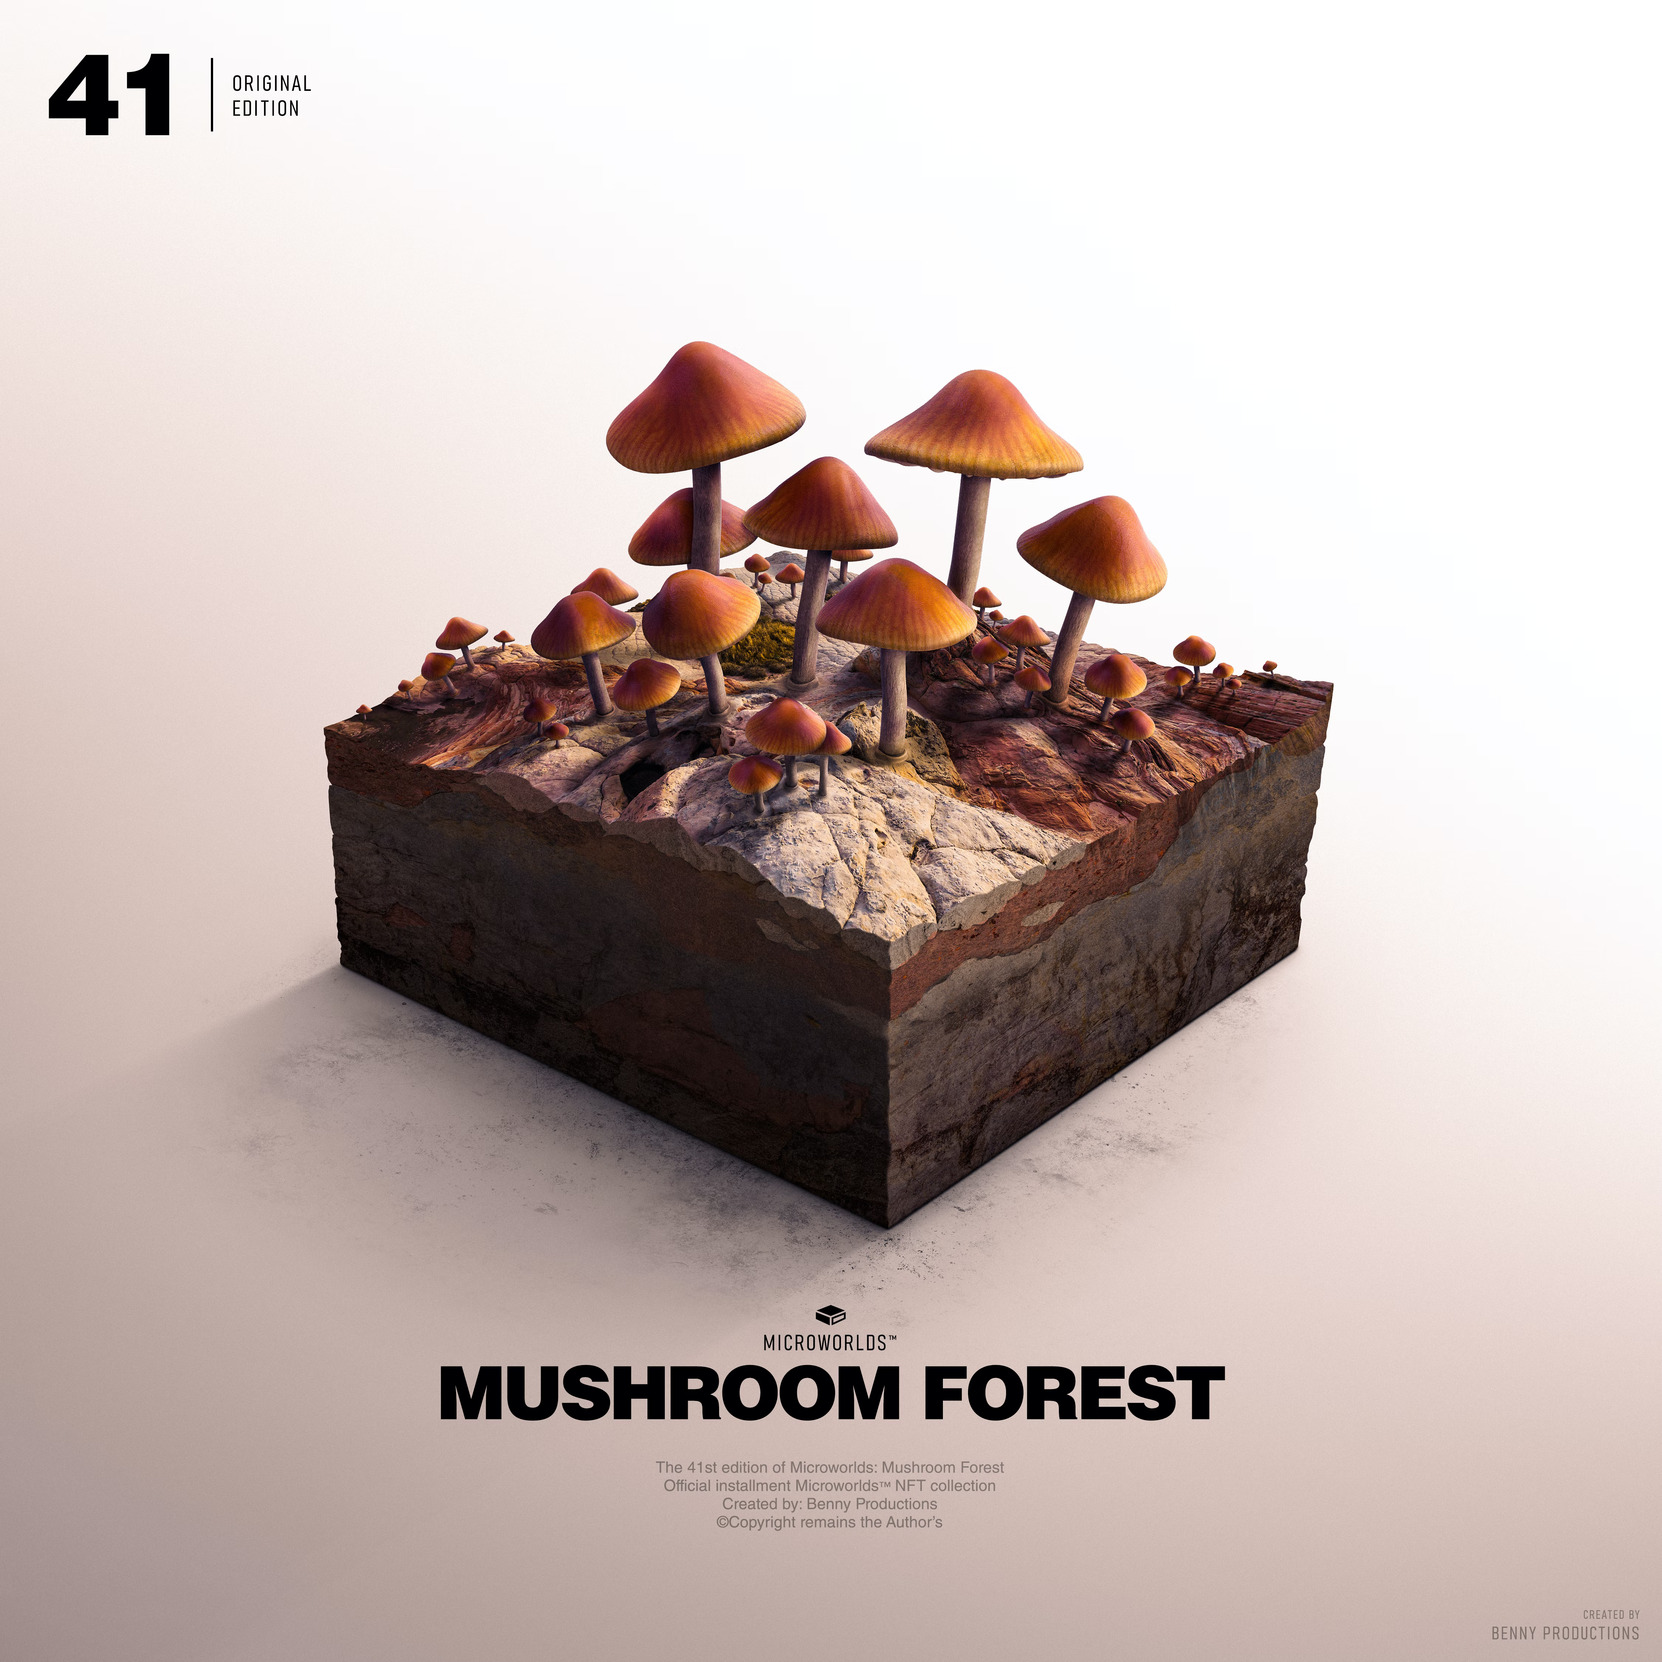 41
ORIGINAL
EDITION
MICROWORLDS™
MUSHROOM FOREST
The 41st edition of Microworlds: Mushroom Forest
Official installment Microworlds™ NFT collection
Created by: Benny Productions
©Copyright remains the Author's
CREATED BY
BENNY PRODUCTIONS